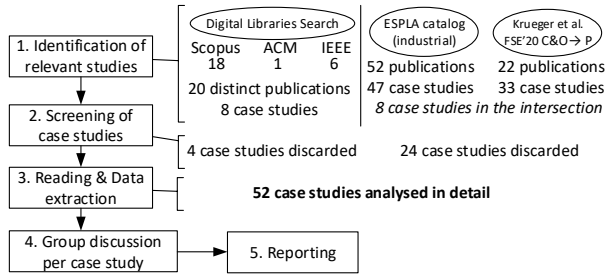 Digital Libraries Search
Scopus ACM IEEE
18 1 6
20 distinct publications
8 case studies
ESPLA catalog
(industrial)
52 publications
47 case studies
Krueger et al.
FSE'20 C&O→ P
22 publications
33 case studies
8 case studies in the intersection
1. Identification of
relevant studies
2. Screening of
case studies
4 case studies discarded
24 case studies discarded
3. Reading & Data
extraction
52 case studies analysed in detail
4. Group discussion
per case study
5. Reporting